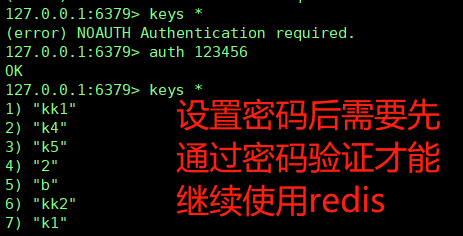 127.0.0.1:6379> keys *
(error) NOAUTH Authentication required.
127.0.0.1:6379> auth 123456
OK
127.0.0.1:6379> keys *
1) "kk1"
2) "k4"
3) "k5"
4) "2"
5) "b"
6) "kk2"
7) "k1"
设置密码后需要先
通过密码验证才能
继续使用redis